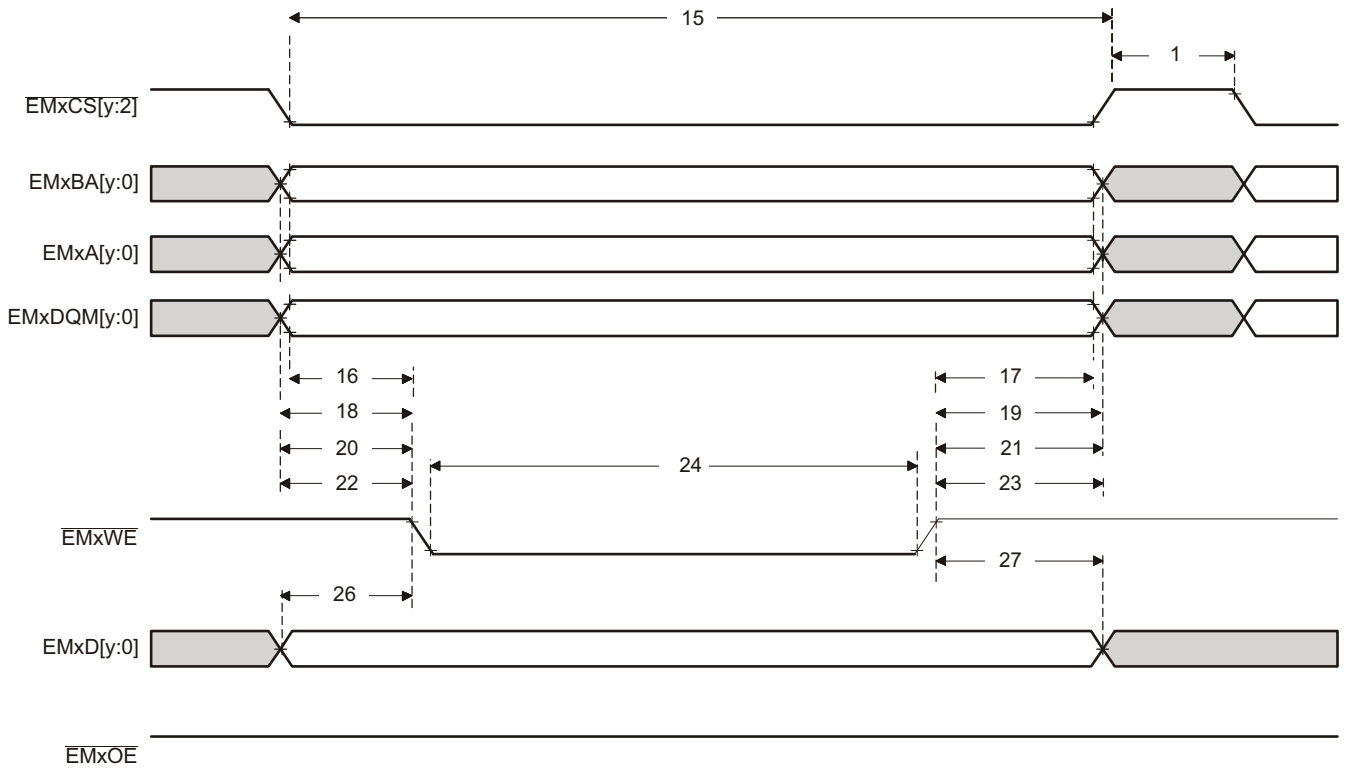 15
1
EMxCS[y:2]
EMxBA[y:0]
EMxA[y:0]
EMxDQM[y:0]
16 17
18 19
20 21
24
22 23
EMxWE
27
26
EMxD[y:0]
EMxOE